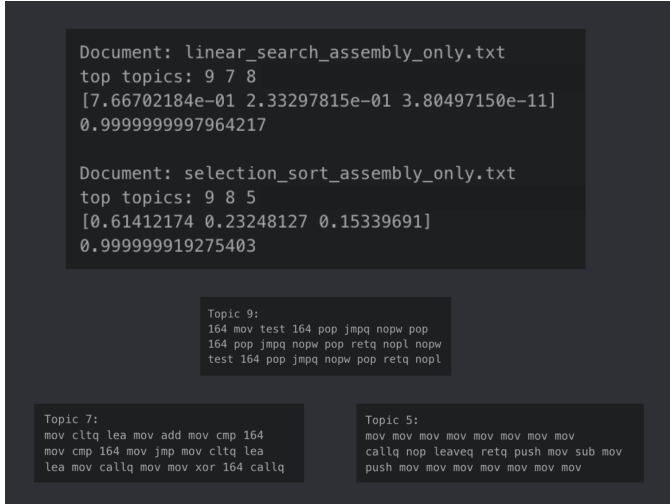 Document: linear_search_assembly_only.txt
top topics: 9 7 8
[7.66702184e-01 2.33297815e-01 3.80497150e-11]
0.9999999997964217
Document: selection_sort_assembly_only.txt
top topics: 9 8 5
[0.61412174 0.23248127 0.15339691]
0.999999919275403
Topic 9:
164 mov test 164 pop jmpq nopw pop
164 pop jmpq nopw pop retq nopl nopw
test 164 pop jmpq nopw pop retq nopl
Topic 7:
mov cltq lea mov add mov cmp 164
mov cmp 164 mov jmp mov cltq lea
lea mov callq mov mov xor 164 callq
Topic 5:
mov mov mov mov mov mov mov mov
callq nop leaveq retq push mov sub mov
push mov mov mov mov mov mov mov